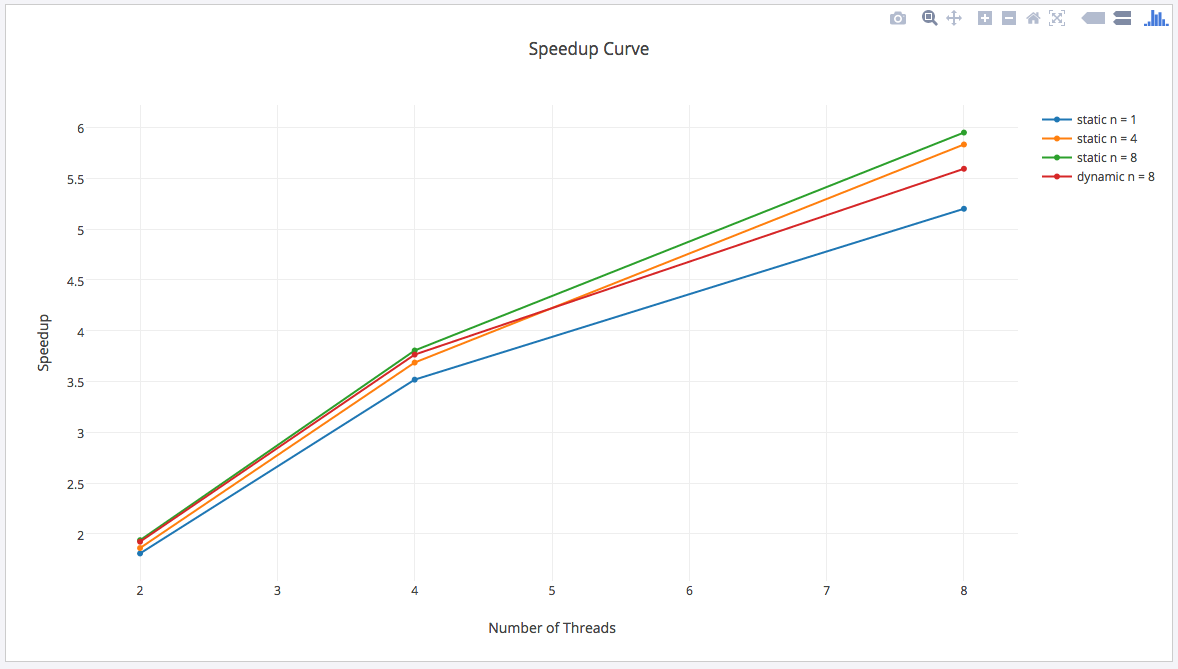 Speedup Curve
static n = 1
static n = 4
static n = 8
dynamic n = 8
6
5.5
5
4.5
4
3.5
3
2.5
2
Speedup
2 3 4 5 6 7 8
Number of Threads